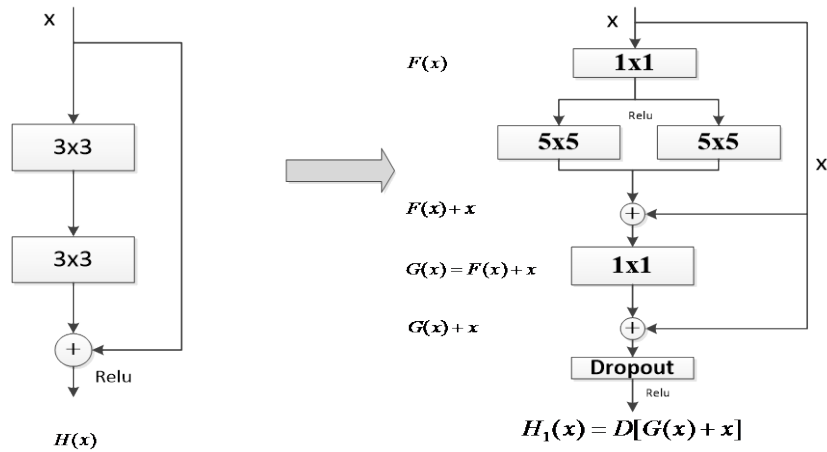 x
3x3
3x3
+
Relu
H(x)
x
F(x)
1x1
Relu
5x5 5x5
x
F(x)+x
+
G(x)=F(x)+x
1x1
G(x)+x
+
Dropout
Relu
H₁(x)=D[G(x)+x]